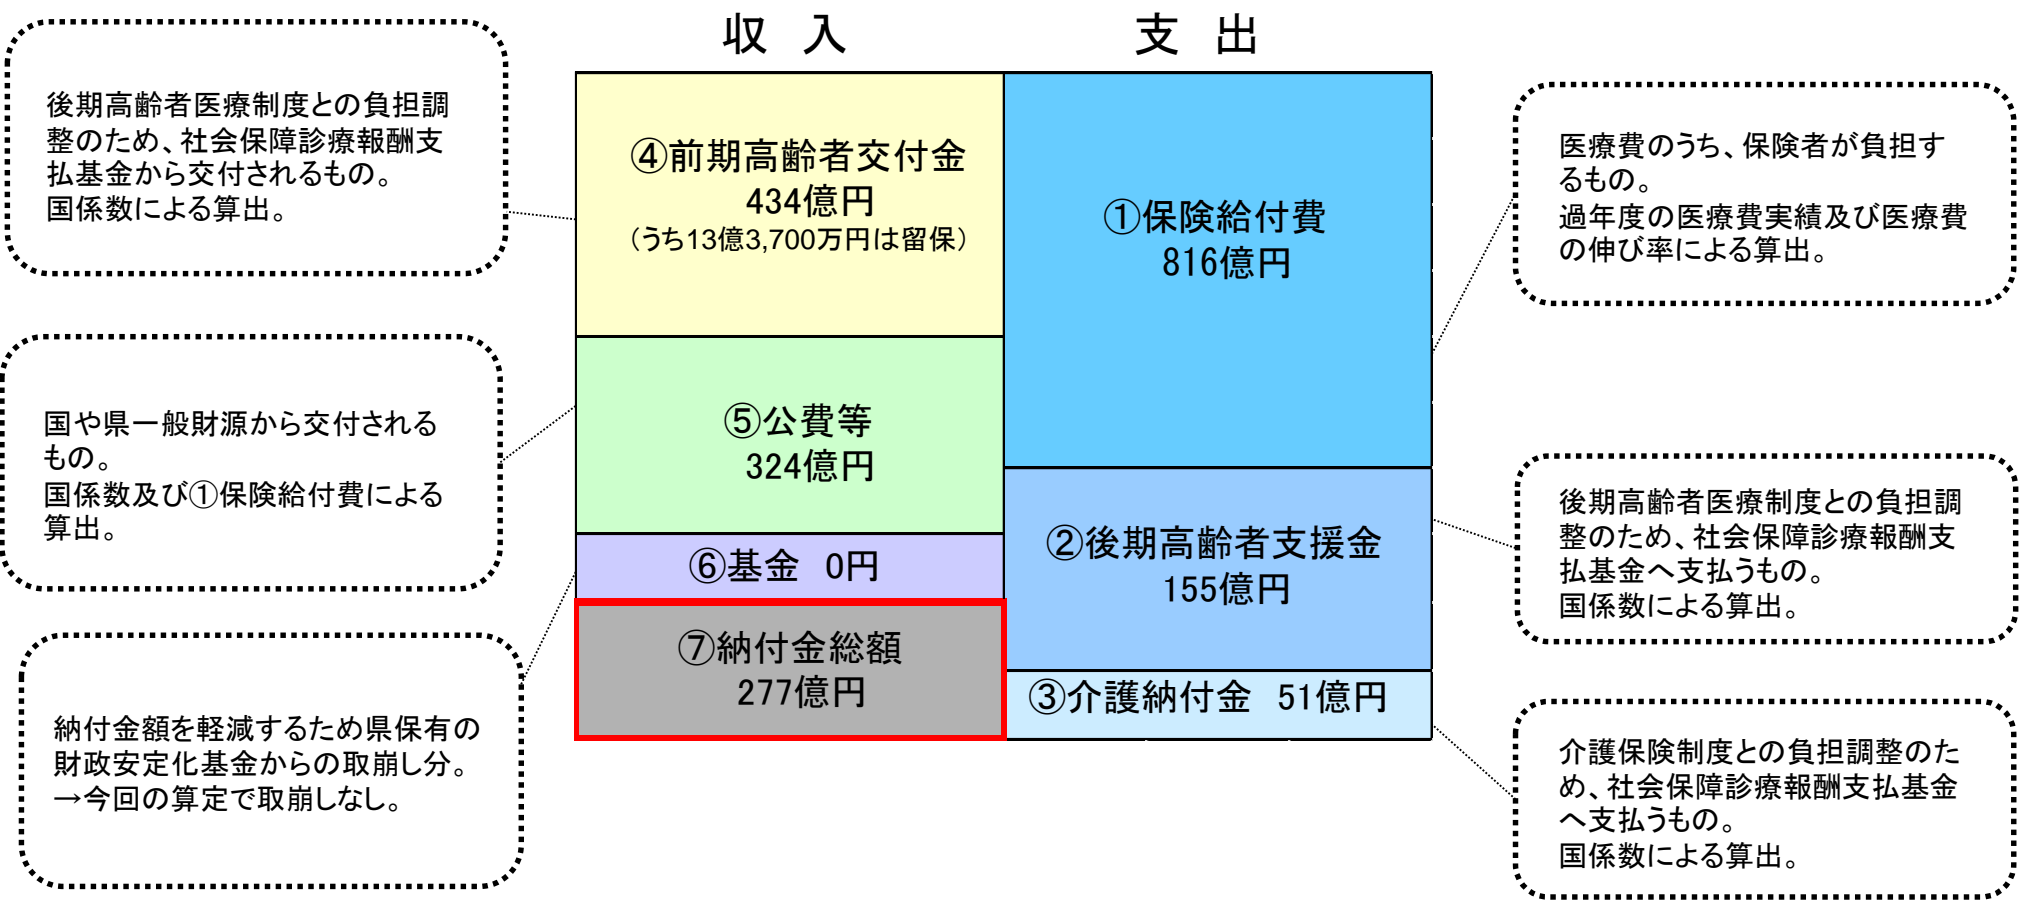 収　入
支　出
後期高齢者医療制度との負担調
整のため、社会保障診療報酬支
払基金から交付されるもの。
国係数による算出。
国や県一般財源から交付される
もの。
国係数及び①保険給付費による
算出。
納付金額を軽減するため県保有の
財政安定化基金からの取崩し分。
→今回の算定で取崩しなし。
④前期高齢者交付金
434億円
（うち13億3,700万円は留保）
⑤公費等
324億円
⑥基金　0円
⑦納付金総額
277億円
①保険給付費
816億円
②後期高齢者支援金
155億円
③介護納付金　51億円
医療費のうち、保険者が負担す
るもの。
過年度の医療費実績及び医療費
の伸び率による算出。
後期高齢者医療制度との負担調
整のため、社会保障診療報酬支
払基金へ支払うもの。
国係数による算出。
介護保険制度との負担調整のた
め、社会保障診療報酬支払基金
へ支払うもの。
国係数による算出。